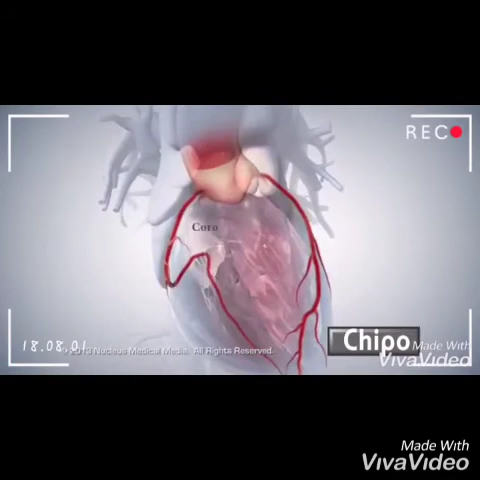 REC
Coro
18.08.01
© 2013 Nucleus Medical Media. All Rights Reserved.
Chipo
Made With
VivaVideo
Made With
VivaVideo